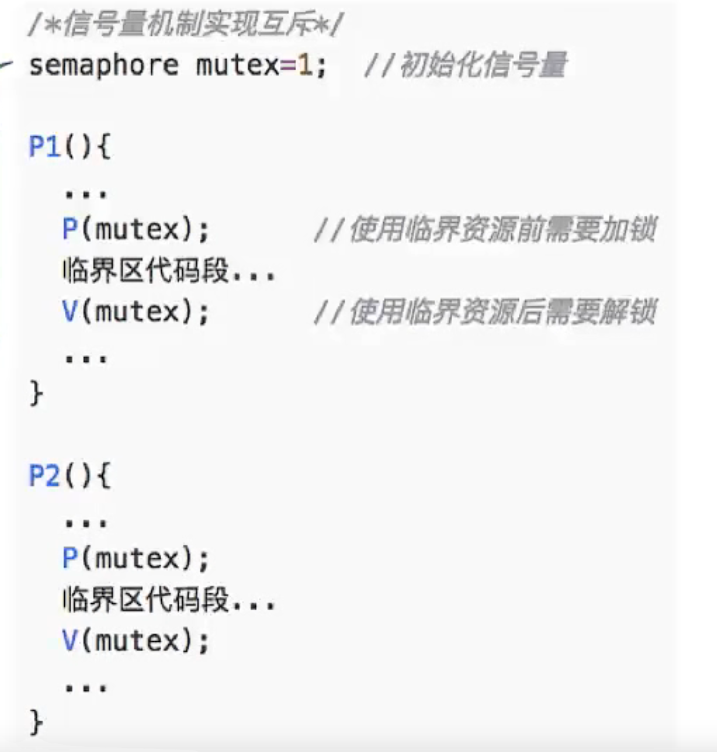 /*信号量机制实现互斥*/
semaphore mutex=1;  //初始化信号量
P1(){
...
P(mutex);  //使用临界资源前需要加锁
临界区代码段...
V(mutex);  //使用临界资源后需要解锁
...
}
P2(){
...
P(mutex);
临界区代码段...
V(mutex);
...
}